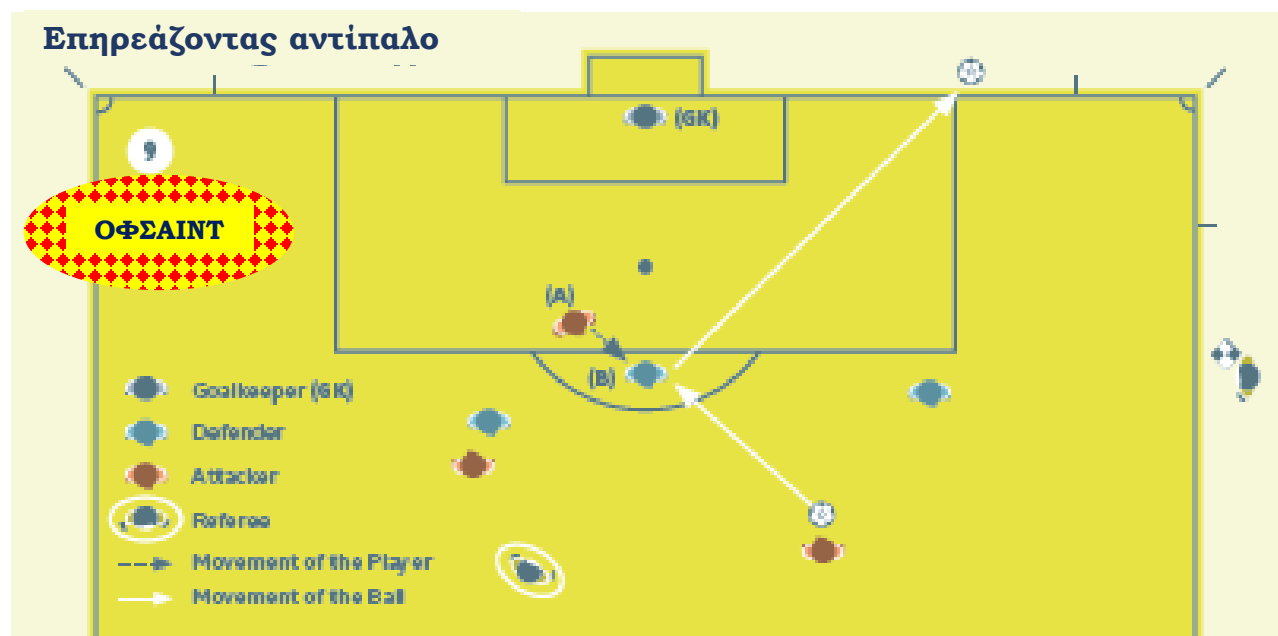 Επηρεάζοντας αντίπαλο
(GK)
9
ΟΦΣΑΙΝΤ
(A)
(B)
Goalkeeper (GK)
Defender
Attacker
Referee
Movement of the Player
Movement of the Ball